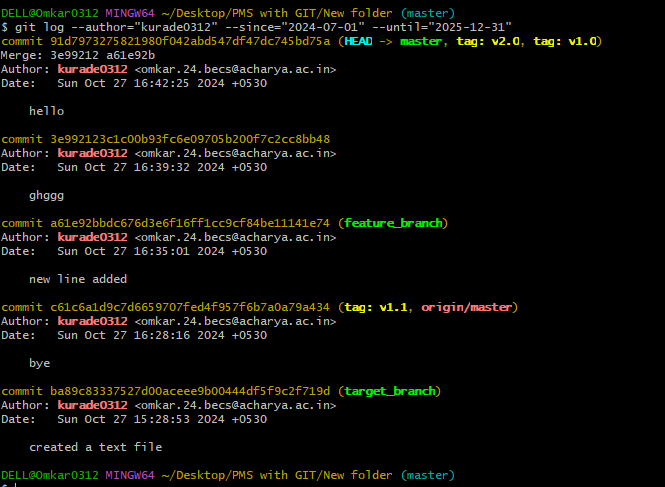 DELL@Omkar0312 MINGW64 ~/Desktop/PMS with GIT/New folder (master)
$ git log --author="kurade0312" --since="2024-07-01" --until="2025-12-31"
commit 91d7973275821980f042abd547df47dc745bd75a (HEAD -> master, tag: v2.0, tag: v1.0)
Merge: 3e99212 a61e92b
Author: kurade0312 <omkar.24.becs@acharya.ac.in>
Date:   Sun Oct 27 16:42:25 2024 +0530
hello
commit 3e992123c1c00b93fc6e09705b200f7c2cc8bb48
Author: kurade0312 <omkar.24.becs@acharya.ac.in>
Date:   Sun Oct 27 16:39:32 2024 +0530
ghggg
commit a61e92bbdc676d3e6f16ff1cc9cf84be11141e74 (feature_branch)
Author: kurade0312 <omkar.24.becs@acharya.ac.in>
Date:   Sun Oct 27 16:35:01 2024 +0530
new line added
commit c61c6a1d9c7d6659707fed4f957f6b7a0a79a434 (tag: v1.1, origin/master)
Author: kurade0312 <omkar.24.becs@acharya.ac.in>
Date:   Sun Oct 27 16:28:16 2024 +0530
bye
commit ba89c83337527d00aceee9b00444df5f9c2f719d (target_branch)
Author: kurade0312 <omkar.24.becs@acharya.ac.in>
Date:   Sun Oct 27 15:28:53 2024 +0530
created a text file
DELL@Omkar0312 MINGW64 ~/Desktop/PMS with GIT/New folder (master)
$